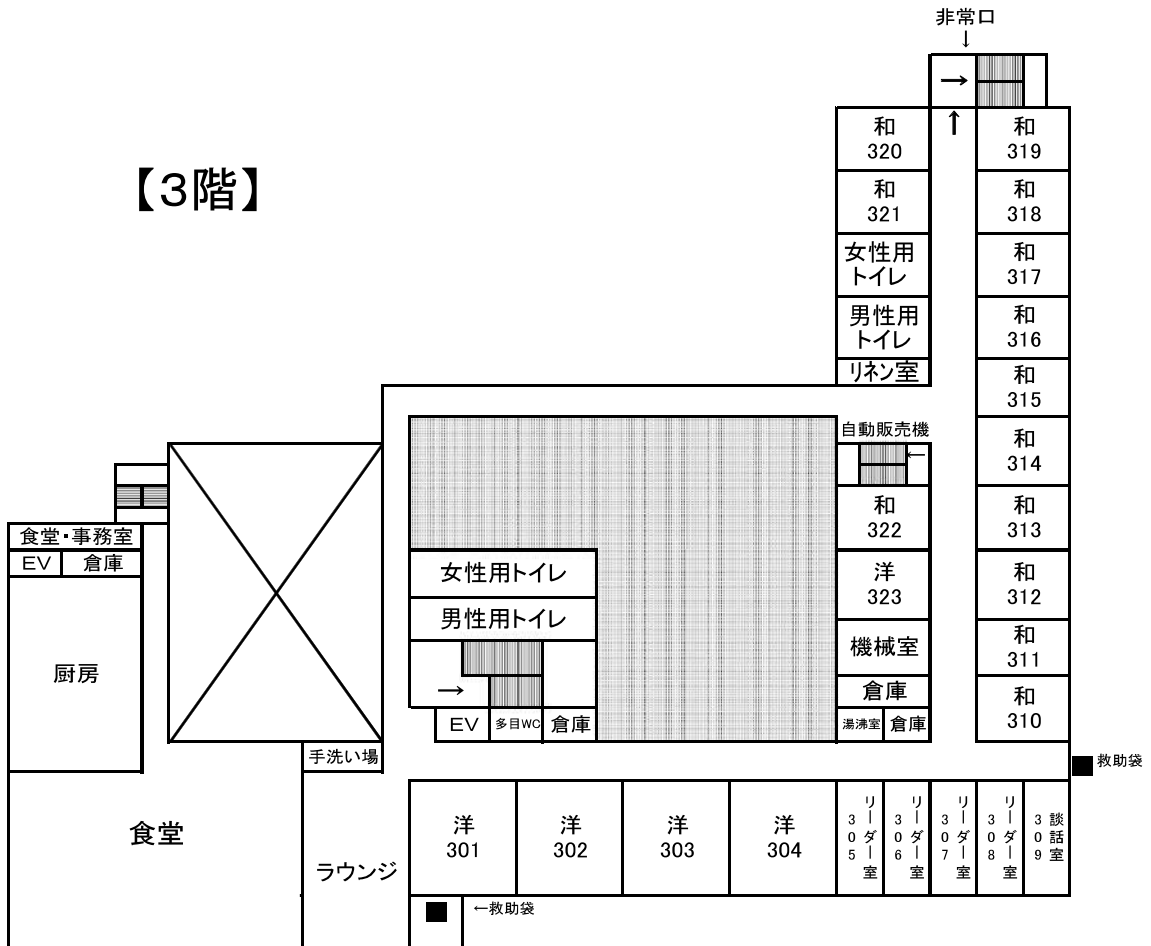 非常口
↓
→
↑
【3階】
和
320
和
319
和
321
和
318
女性用
トイレ
和
317
男性用
トイレ
和
316
リネン室
和
315
自動販売機
←
和
314
和
322
和
313
食堂・事務室
EV
倉庫
女性用トイレ
洋
323
和
312
男性用トイレ
機械室
和
311
厨房
→
倉庫
和
310
EV
多目WC
倉庫
湯沸室
倉庫
手洗い場
救助袋
食堂
ラウンジ
洋
301
洋
302
洋
303
洋
304
リーダー室
305
リーダー室
306
リーダー室
307
リーダー室
308
談話室
309
←救助袋